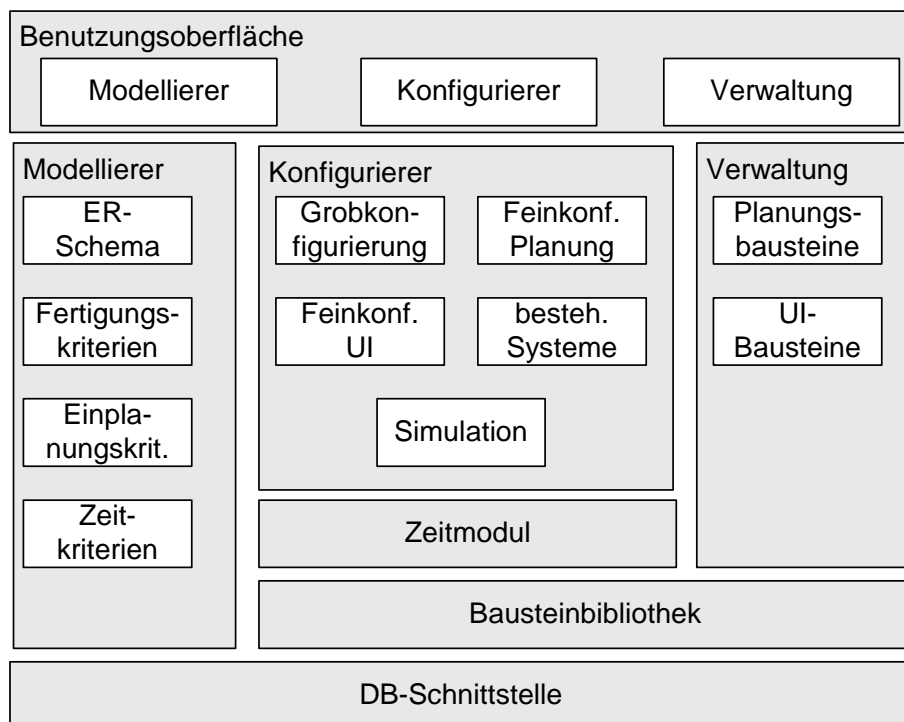 Benutzungsoberfläche
Modellierer
Konfigurierer
Verwaltung
Modellierer
ER-
Schema
Fertigungs-
kriterien
Einpla-
nungskrit.
Zeit-
kriterien
Konfigurierer
Grobkon-
figurierung
Feinkonf.
Planung
Feinkonf.
UI
besteh.
Systeme
Simulation
Verwaltung
Planungs-
bausteine
UI-
Bausteine
Zeitmodul
Bausteinbibliothek
DB-Schnittstelle